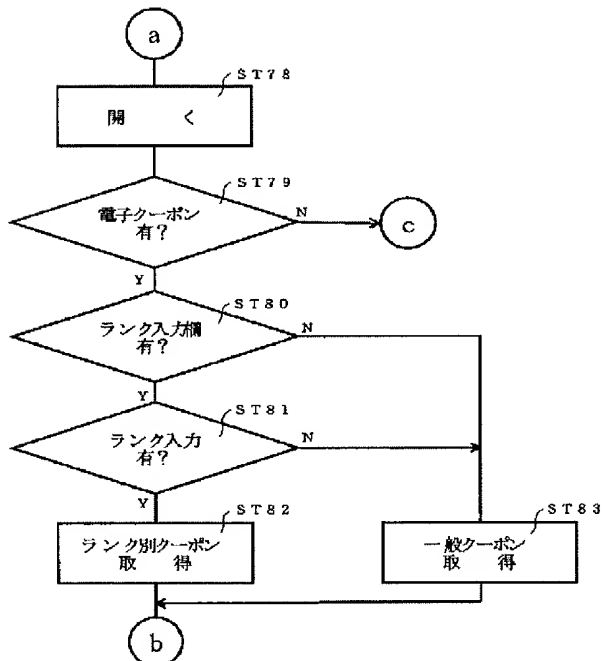 a
ST78
開 く
ST79
電子クーポン
有?
N
c
Y
ST80
ランク入力欄
有?
N
Y
ST81
ランク入力
有?
N
Y
ST82
ランク別クーポン
取 得
ST83
一般クーポン
取 得
b